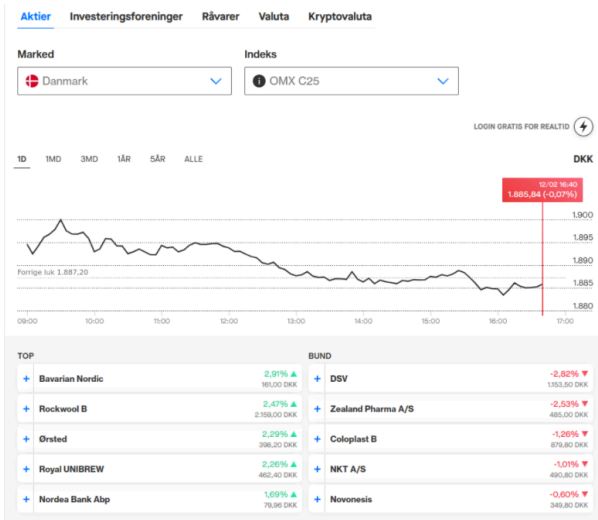 Aktier Investeringsforeninger Råvarer Valuta Kryptovaluta
Marked Indeks
Danmark OMX C25
LOGIN GRATIS FOR REALTID
1D 1MD 3MD 1ÅR 5ÅR ALLE DKK
12/02 16:40
1.885,84 (-0,07%)
1.900
1.895
1.890
Forrige luk 1.887,20
1.885
1.880
09:00 10:00 11:00 12:00 13:00 14:00 15:00 16:00 17:00
TOP
+ Bavarian Nordic 2,91% ▲
161,00 DKK
+ Rockwool B 2,47% ▲
2.159,00 DKK
+ Ørsted 2,29% ▲
398,20 DKK
+ Royal UNIBREW 2,26% ▲
462,40 DKK
+ Nordea Bank Abp 1,69% ▲
79,96 DKK
BUND
+ DSV -2,82% ▼
1.153,50 DKK
+ Zealand Pharma A/S -2,53% ▼
485,00 DKK
+ Coloplast B -1,26% ▼
879,80 DKK
+ NKT A/S -1,01% ▼
490,80 DKK
+ Novonesis -0,60% ▼
349,80 DKK